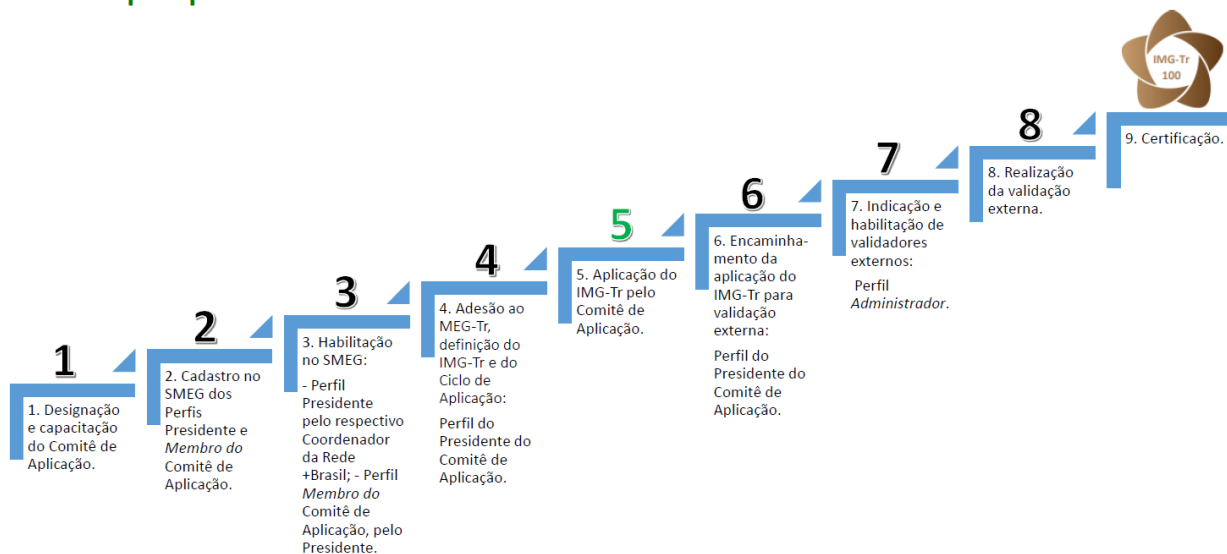 1
1. Designação
e capacitação
do Comitê de
Aplicação.
2
2. Cadastro no
SMEG dos
Perfis
Presidente e
Membro do
Comitê de
Aplicação.
3
3. Habilitação
no SMEG:
- Perfil
Presidente
pelo respectivo
Coordenador
da Rede
+Brasil; - Perfil
Membro do
Comitê de
Aplicação, pelo
Presidente.
4
4. Adesão ao
MEG-Tr,
definição do
IMG-Tr e do
Ciclo de
Aplicação:
Perfil do
Presidente do
Comitê de
Aplicação.
5
5. Aplicação do
IMG-Tr pelo
Comitê de
Aplicação.
6
6. Encaminha-
mento da
aplicação do
IMG-Tr para
validação
externa:
Perfil do
Presidente do
Comitê de
Aplicação.
7
7. Indicação e
habilitação de
validadores
externos:
Perfil
Administrador.
8
8. Realização
da validação
externa.
IMG-Tr
100
9. Certificação.